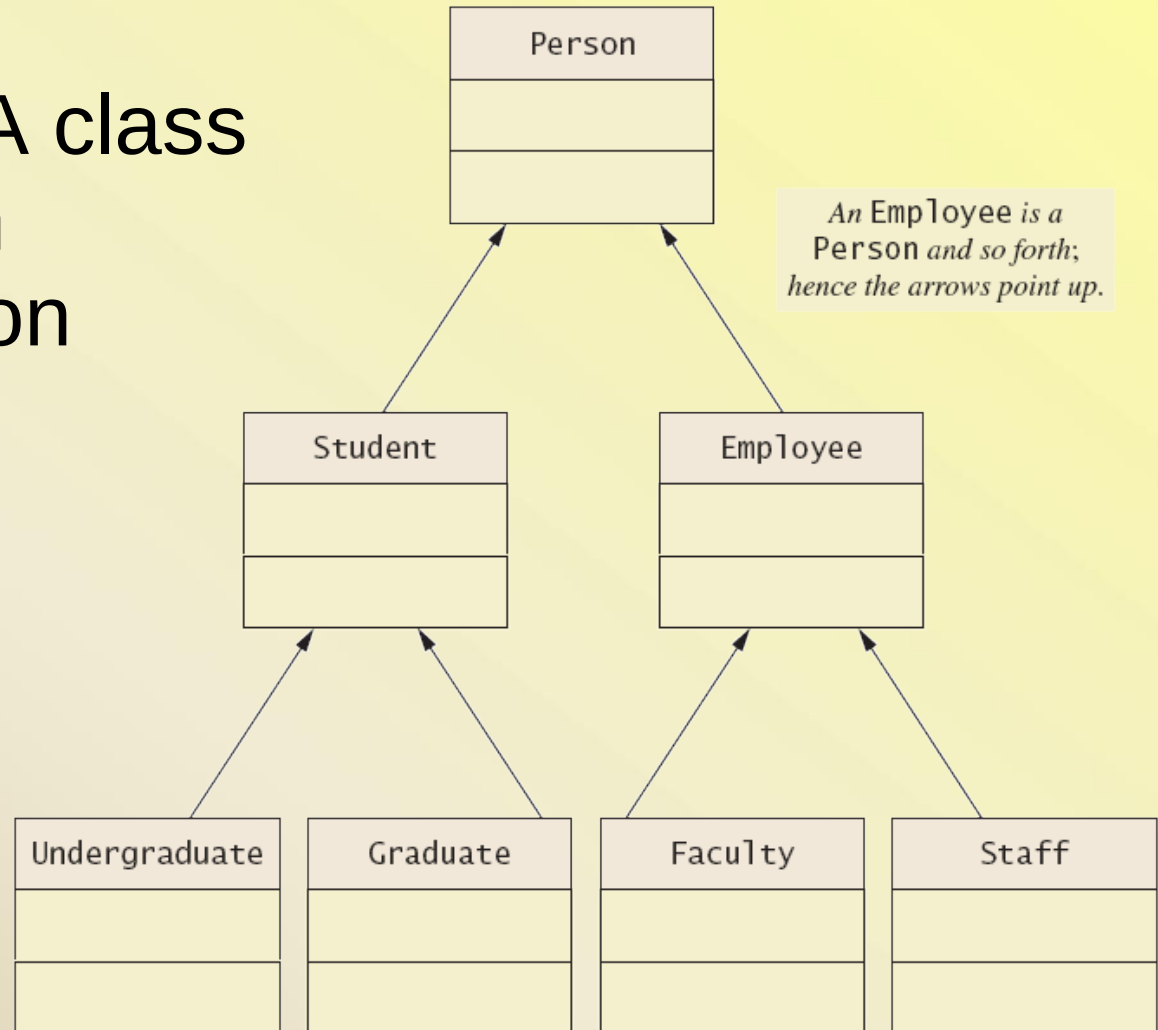 A class
on
Person
An Employee is a
Person and so forth;
hence the arrows point up.
Student
Employee
Undergraduate
Graduate
Faculty
Staff